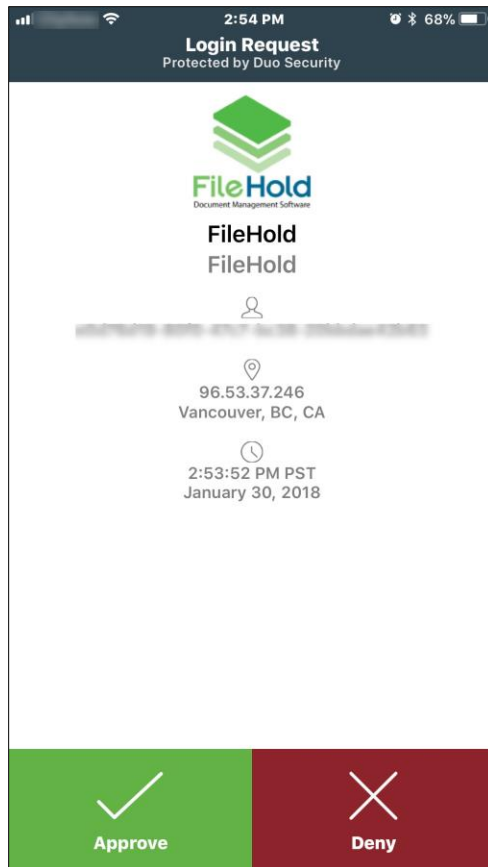 2:54 PM 68%
Login Request
Protected by Duo Security
FileHold
Document Management Software
FileHold
FileHold
96.53.37.246
Vancouver, BC, CA
2:53:52 PM PST
January 30, 2018
Approve Deny